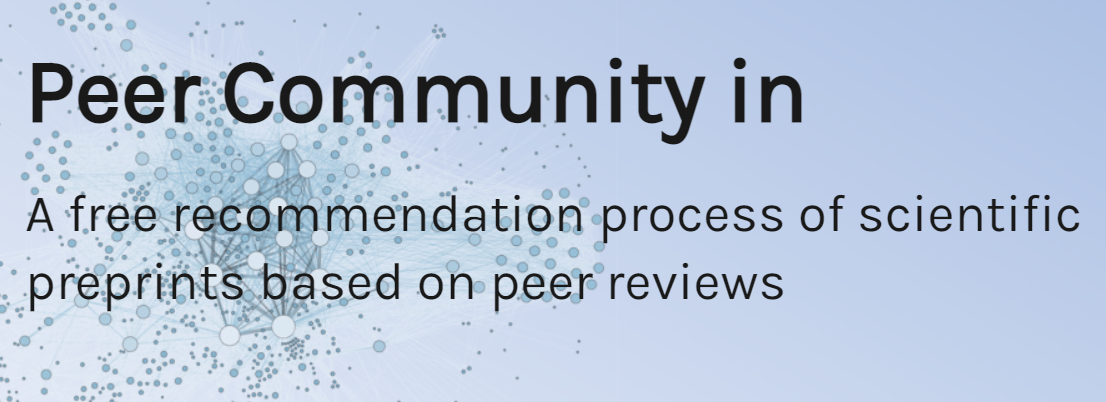 Peer Community in
A free recommendation process of scientific
preprints based on peer reviews